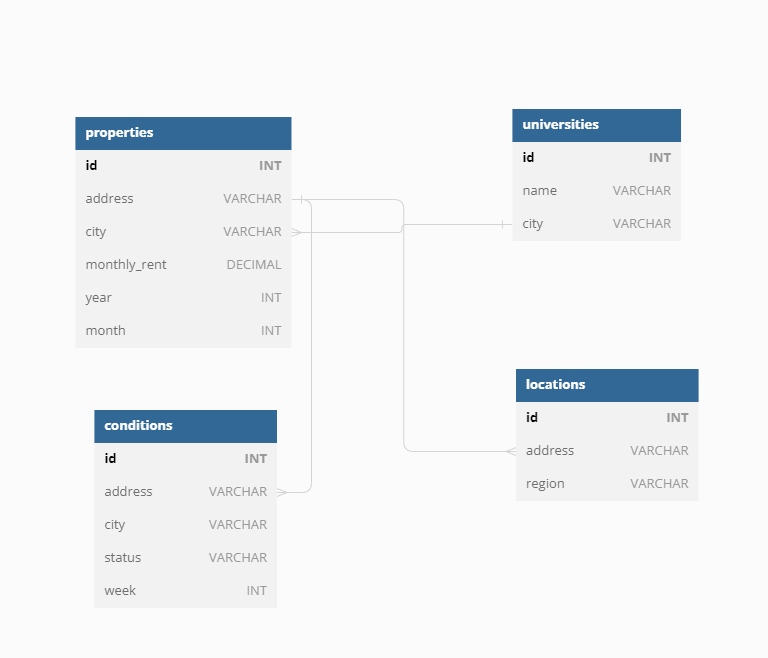 properties
id INT
address VARCHAR
city VARCHAR
monthly_rent DECIMAL
year INT
month INT
universities
id INT
name VARCHAR
city VARCHAR
conditions
id INT
address VARCHAR
city VARCHAR
status VARCHAR
week INT
locations
id INT
address VARCHAR
region VARCHAR